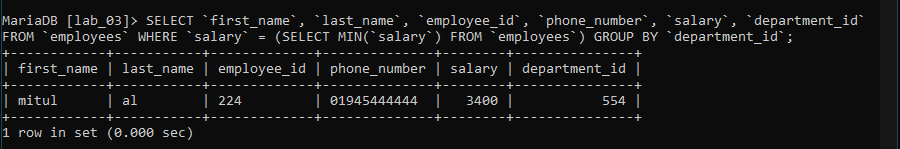 MariaDB [lab_03]> SELECT `first_name`, `last_name`, `employee_id`, `phone_number`, `salary`, `department_id`
FROM `employees` WHERE `salary` = (SELECT MIN(`salary`) FROM `employees`) GROUP BY `department_id`;
+------------+-----------+-------------+--------------+--------+---------------+
| first_name | last_name | employee_id | phone_number | salary | department_id |
+------------+-----------+-------------+--------------+--------+---------------+
| mitul      | al        | 224         | 01945444444  |   3400 |           554 |
+------------+-----------+-------------+--------------+--------+---------------+
1 row in set (0.000 sec)